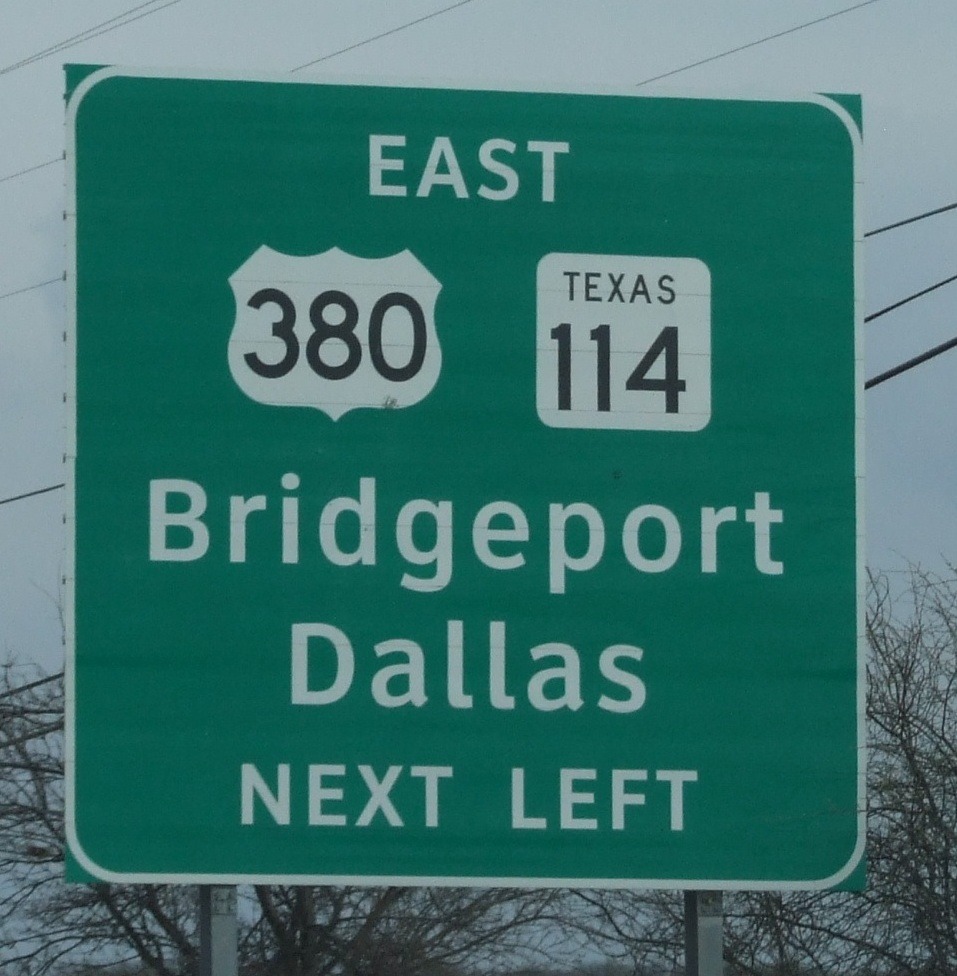 EAST
380
TEXAS
114
Bridgeport
Dallas
NEXT LEFT